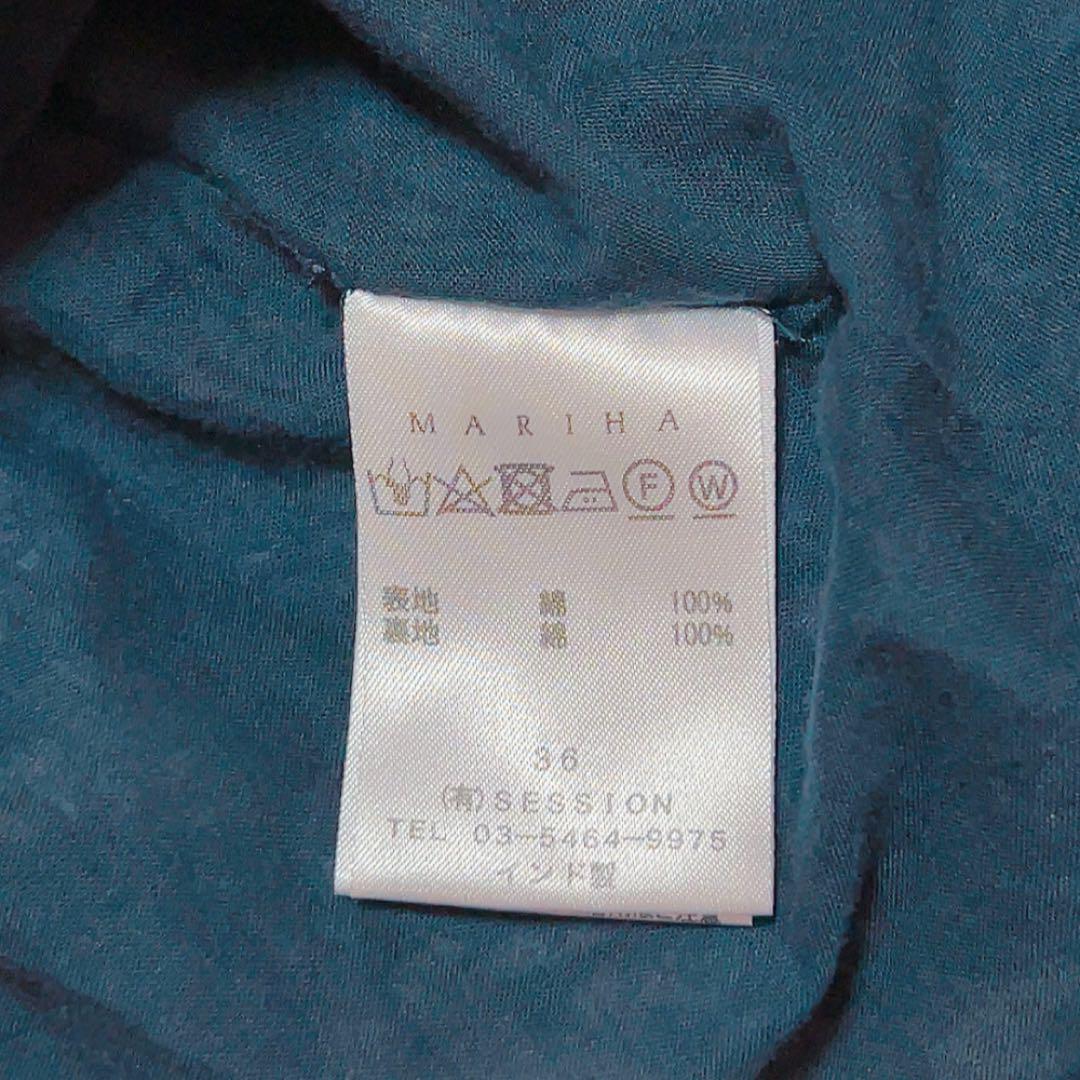 MARIHA
F W
表地 綿 100%
裏地 綿 100%
36
(有)SESSION
TEL 03-5464-9975
インド製